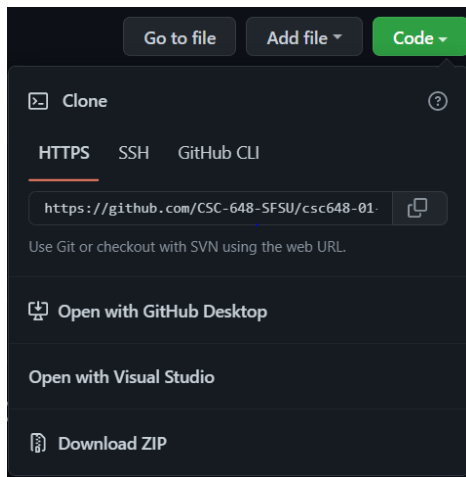 Go to file Add file Code
Clone
HTTPS SSH GitHub CLI
https://github.com/CSC-648-SFSU/csc648-01-
Use Git or checkout with SVN using the web URL.
Open with GitHub Desktop
Open with Visual Studio
Download ZIP